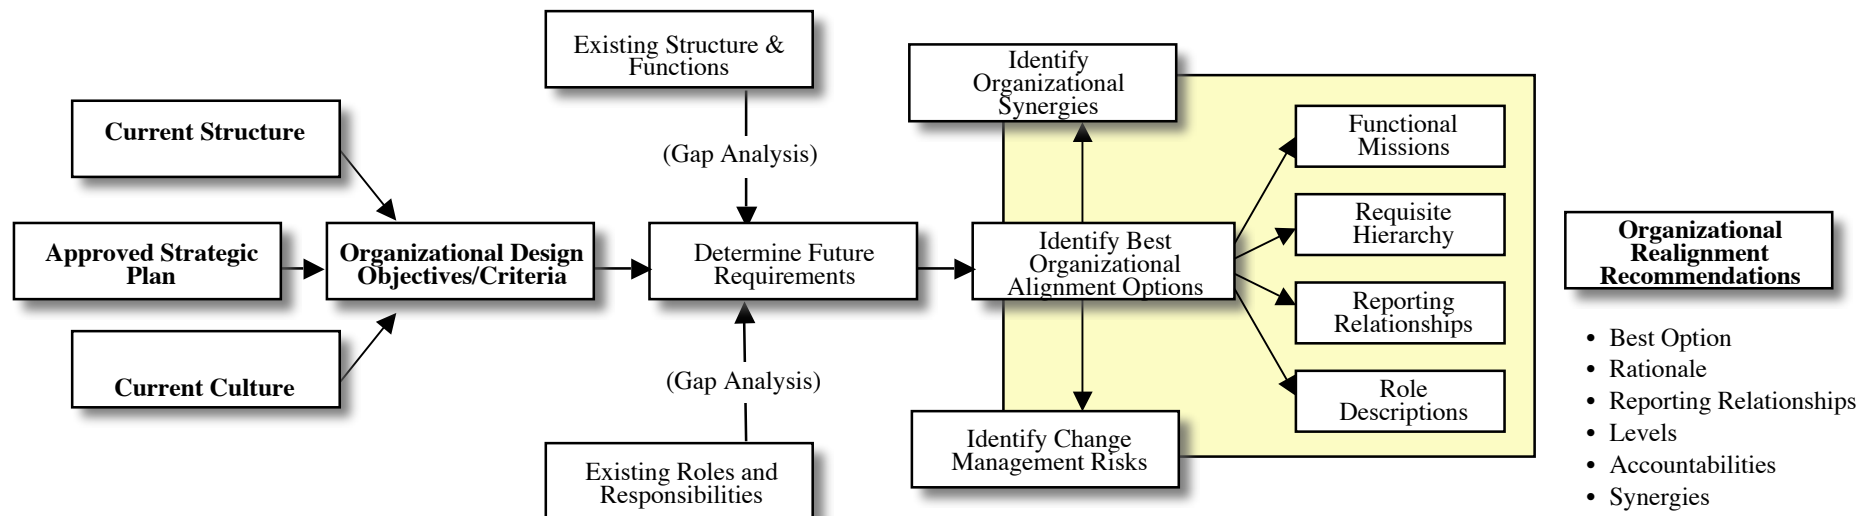 Existing Structure &
Functions
Identify
Organizational
Synergies
Current Structure
Functional
Missions
(Gap Analysis)
Requisite
Hierarchy
Approved Strategic
Plan
Organizational Design
Objectives/Criteria
Determine Future
Requirements
Identify Best
Organizational
Alignment Options
Organizational
Realignment
Recommendations
Reporting
Relationships
Current Culture
(Gap Analysis)
Role
Descriptions
Existing Roles and
Responsibilities
Identify Change
Management Risks
• Best Option
• Rationale
• Reporting Relationships
• Levels
• Accountabilities
• Synergies